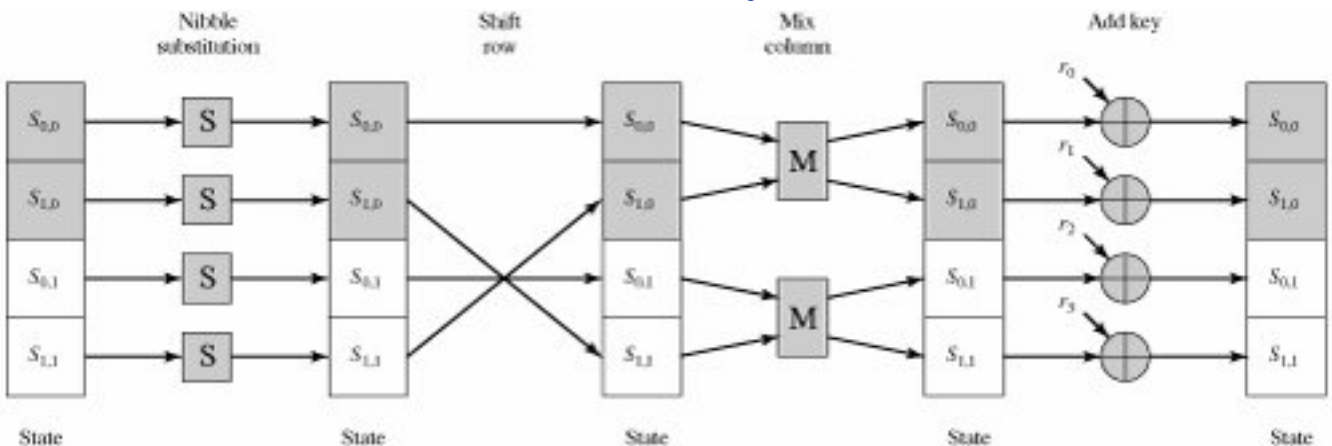 Nibble
substitution
Shift
row
Mix
column
Add key
S0,0 S S0,0 S0,0 M S0,0 r0 S0,0
S1,0 S S1,0 S1,0 S1,0 r1 S1,0
S0,1 S S0,1 S0,1 M S0,1 r2 S0,1
S1,1 S S1,1 S1,1 S1,1 r3 S1,1
State State State State State